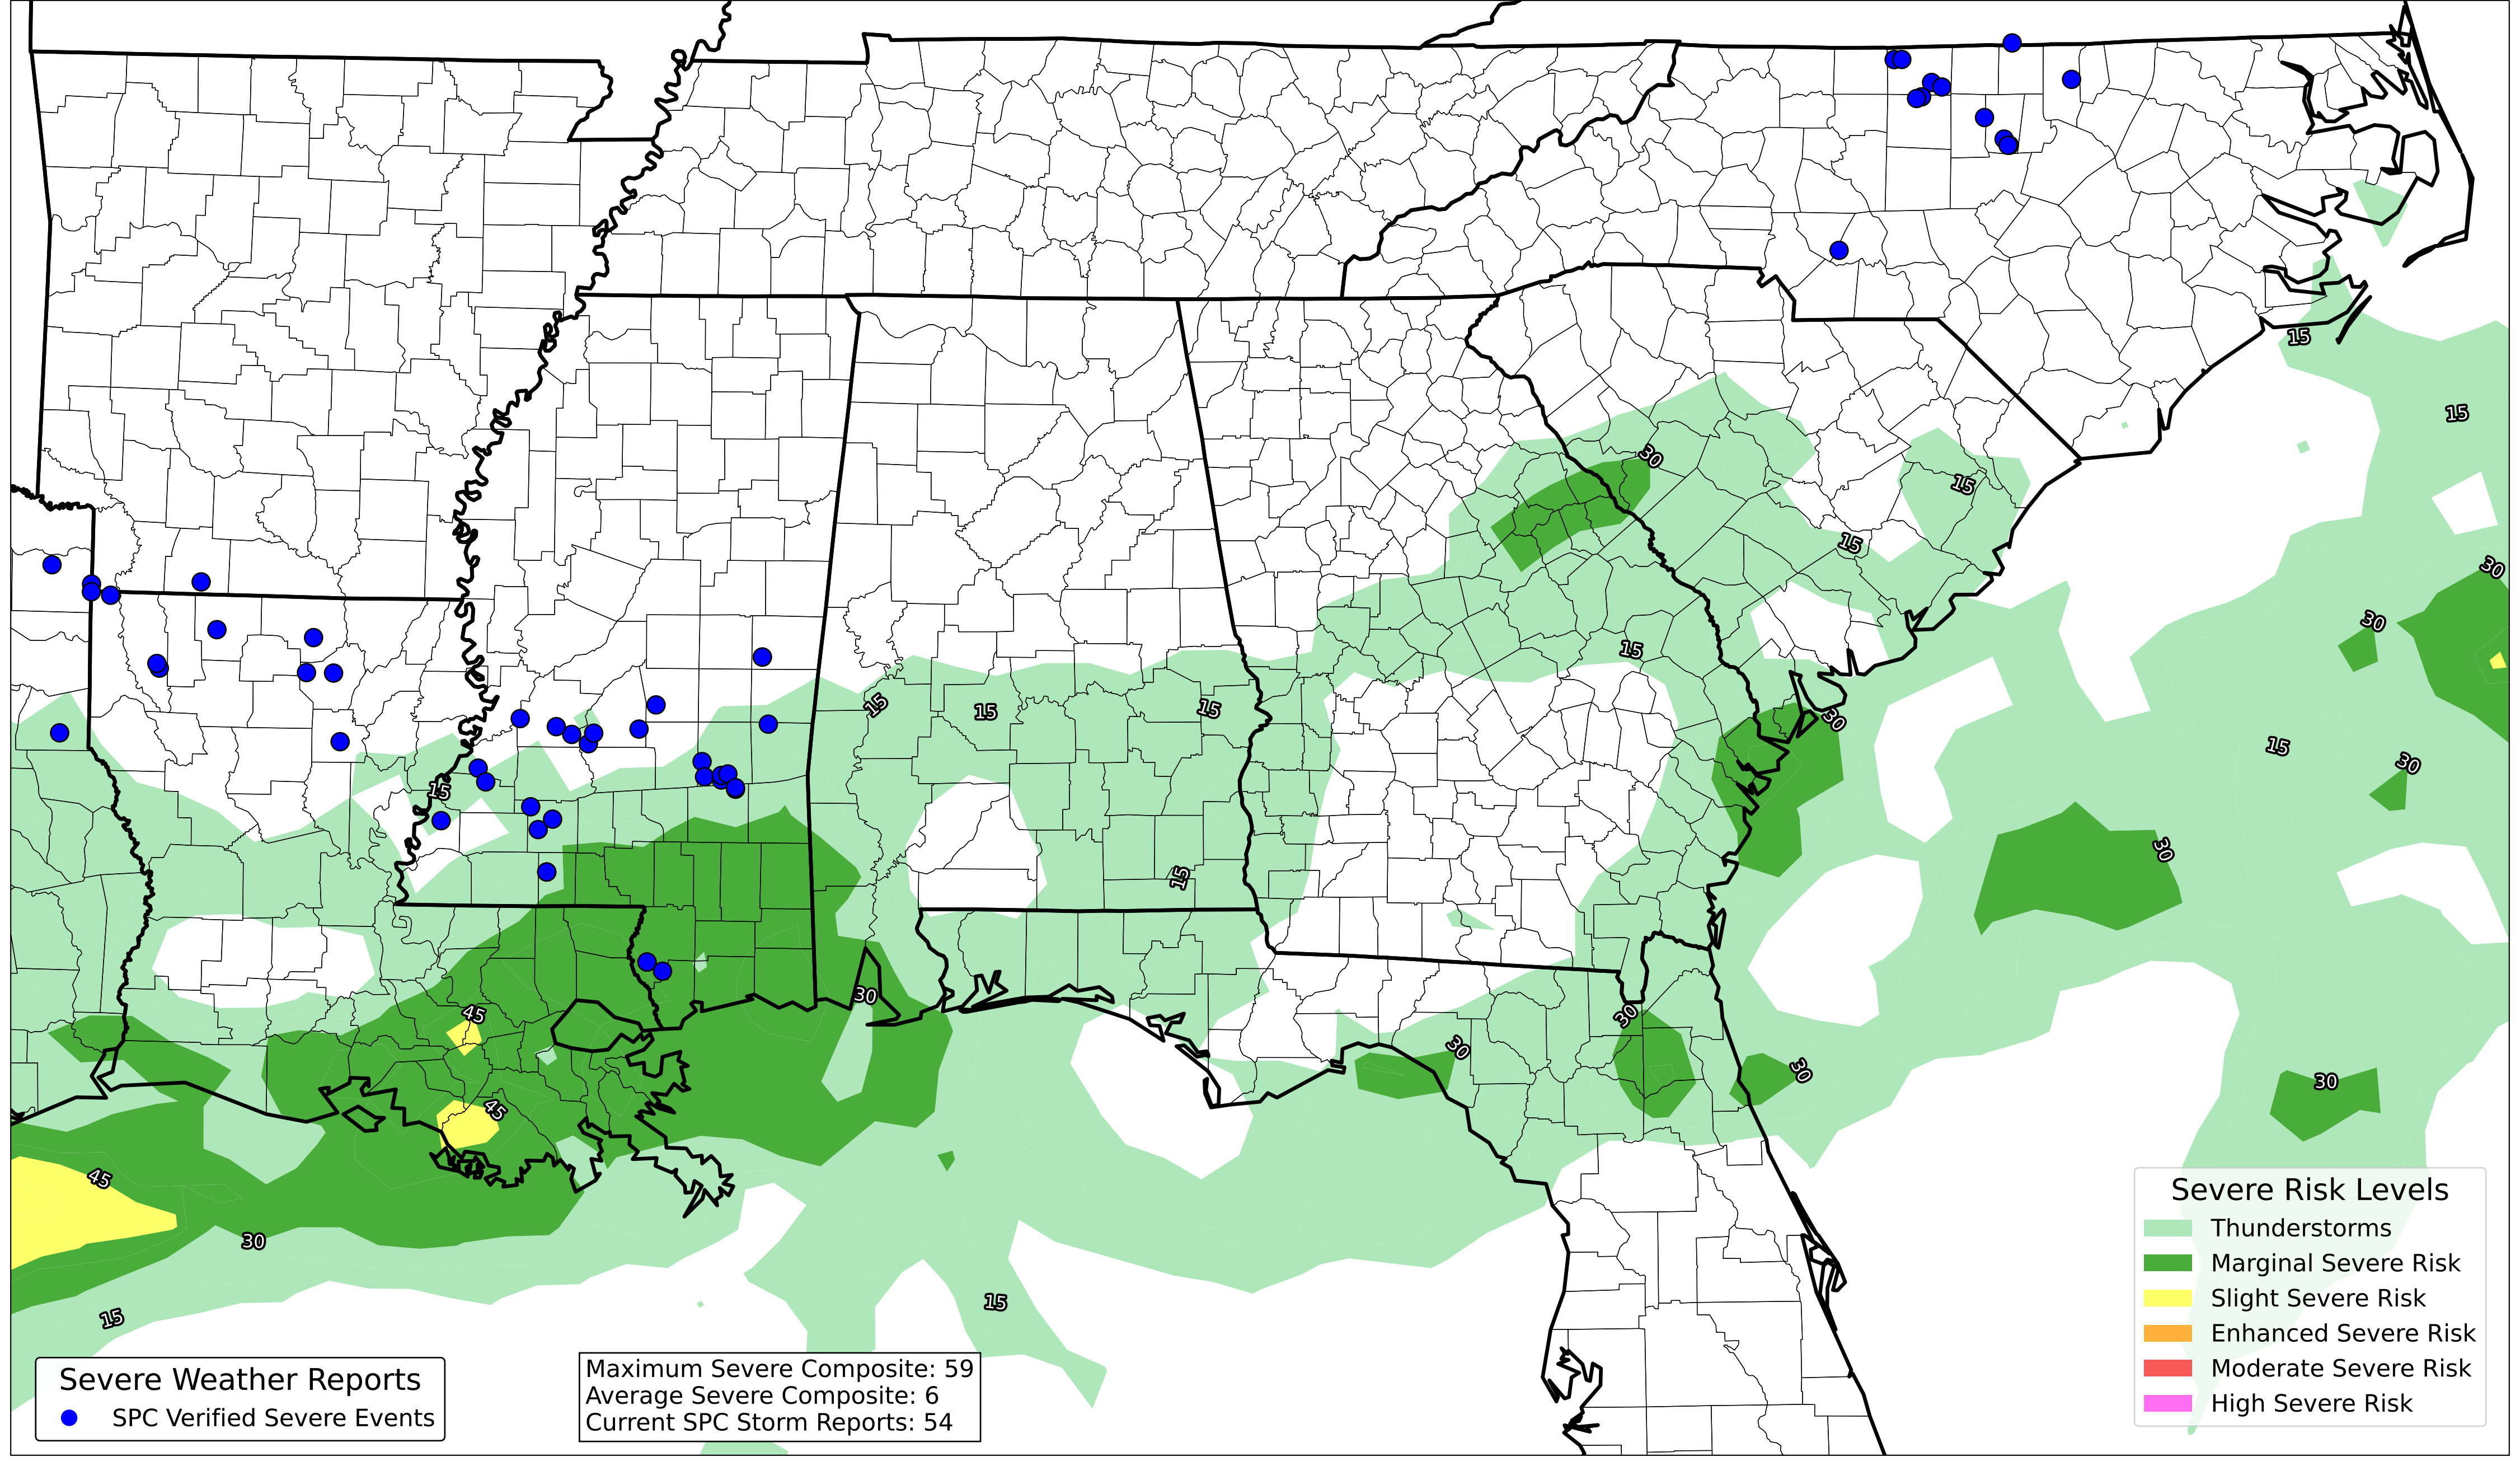 15
15
30
15
15
30
30
15
15
15
15
30
15
30
15
15
30
30
45
30
30
30
30
45
45
30
15
15
Severe Risk Levels
Thunderstorms
Marginal Severe Risk
Slight Severe Risk
Enhanced Severe Risk
Moderate Severe Risk
High Severe Risk
Severe Weather Reports
SPC Verified Severe Events
Maximum Severe Composite: 59
Average Severe Composite: 6
Current SPC Storm Reports: 54